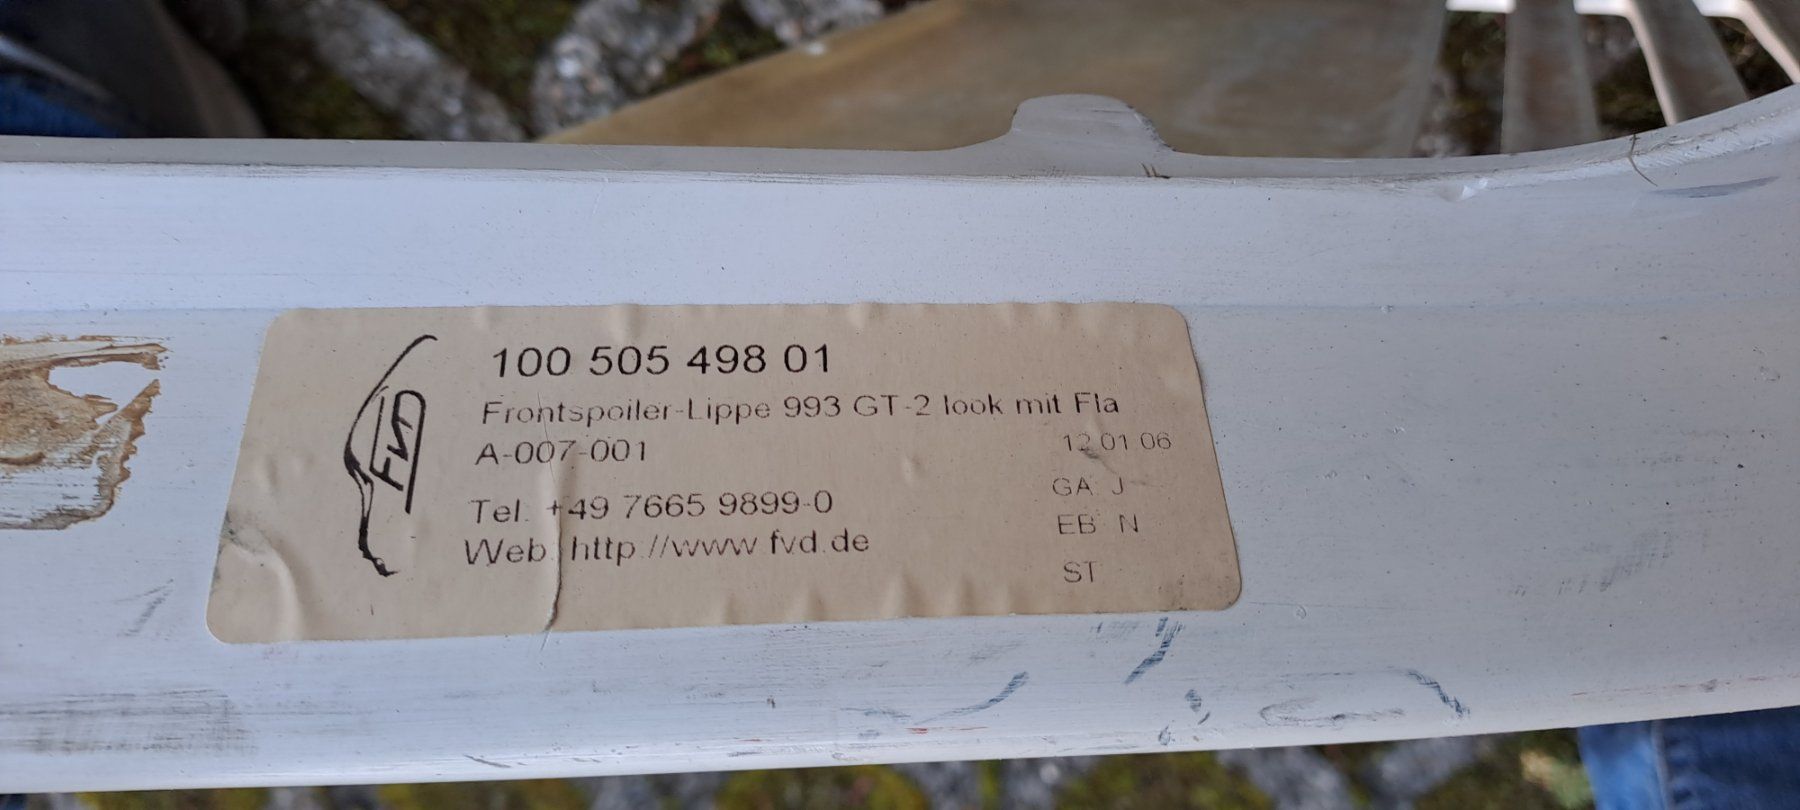 FVD
100 505 498 01
Frontspoiler-Lippe 993 GT-2 look mit Fla
A-007-001
12.01.06
GA: J
Tel. +49 7665 9899-0
EB: N
Web: http://www.fvd.de
ST